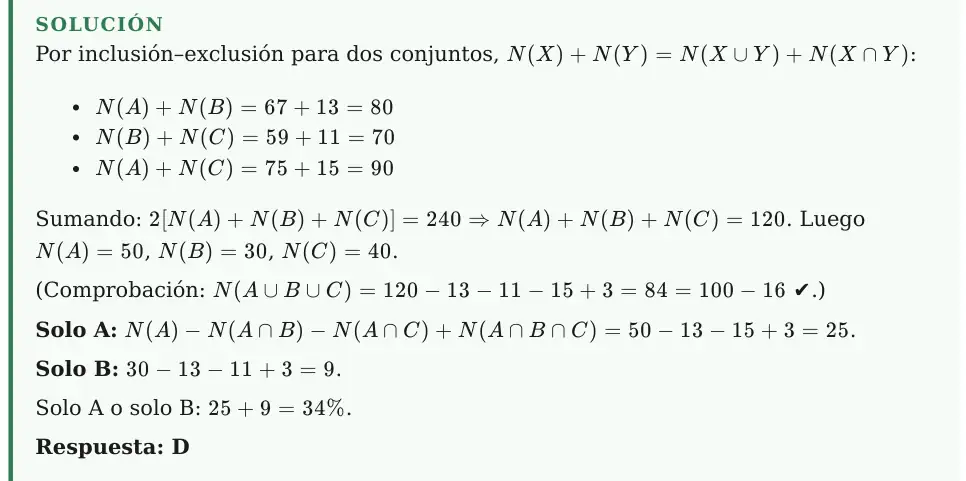 SOLUCIÓN
Por inclusión–exclusión para dos conjuntos, N(X) + N(Y) = N(X ∪ Y) + N(X ∩ Y):
• N(A) + N(B) = 67 + 13 = 80
• N(B) + N(C) = 59 + 11 = 70
• N(A) + N(C) = 75 + 15 = 90
Sumando: 2[N(A) + N(B) + N(C)] = 240 ⇒ N(A) + N(B) + N(C) = 120. Luego
N(A) = 50, N(B) = 30, N(C) = 40.
(Comprobación: N(A ∪ B ∪ C) = 120 − 13 − 11 − 15 + 3 = 84 = 100 − 16 ✔.)
Solo A: N(A) − N(A ∩ B) − N(A ∩ C) + N(A ∩ B ∩ C) = 50 − 13 − 15 + 3 = 25.
Solo B: 30 − 13 − 11 + 3 = 9.
Solo A o solo B: 25 + 9 = 34%.
Respuesta: D